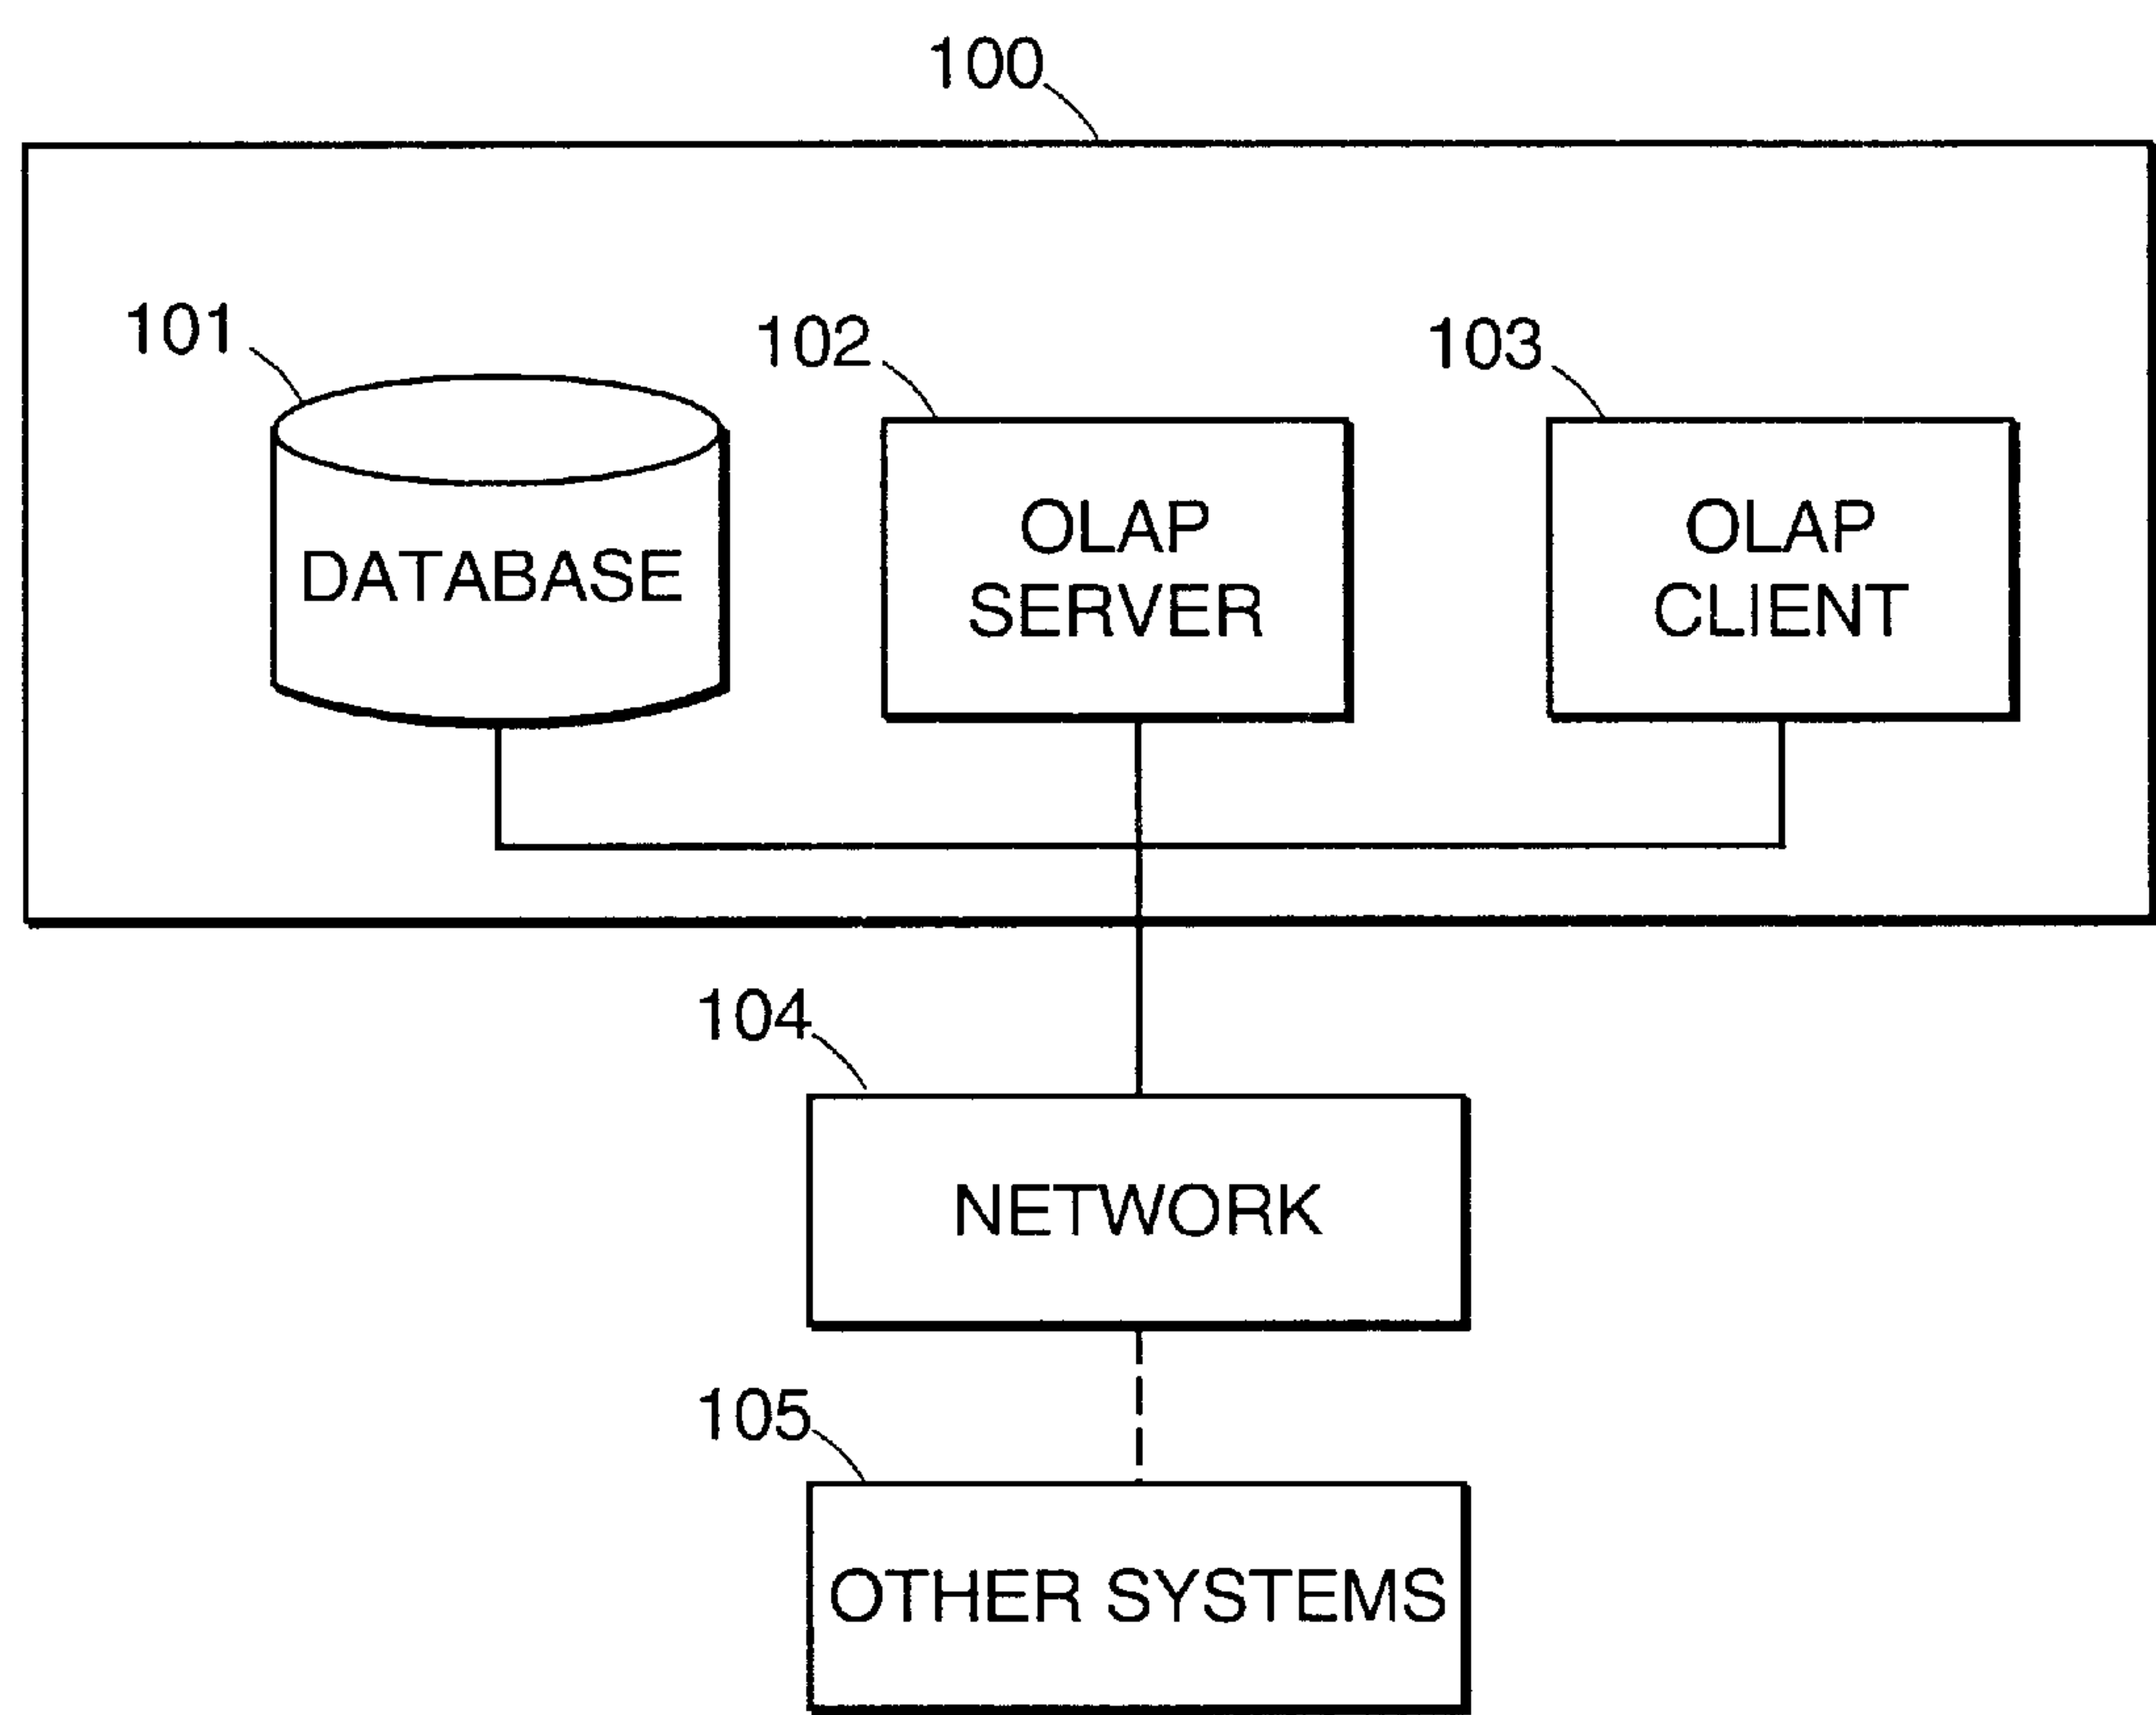 100
101
102
103
DATABASE
OLAP
SERVER
OLAP
CLIENT
104
NETWORK
105
OTHER SYSTEMS